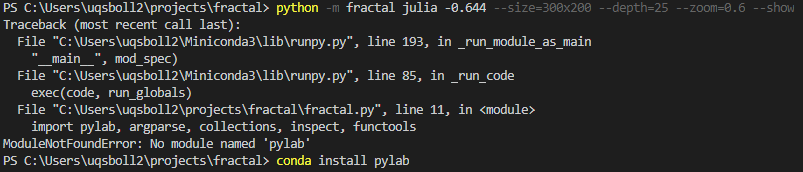 PS C:\Users\uqsboll2\projects\fractal> python -m fractal julia -0.644 --size=300x200 --depth=25 --zoom=0.6 --show
Traceback (most recent call last):
  File "C:\Users\uqsboll2\Miniconda3\lib\runpy.py", line 193, in _run_module_as_main
    "__main__", mod_spec)
  File "C:\Users\uqsboll2\Miniconda3\lib\runpy.py", line 85, in _run_code
    exec(code, run_globals)
  File "C:\Users\uqsboll2\projects\fractal\fractal.py", line 11, in <module>
    import pylab, argparse, collections, inspect, functools
ModuleNotFoundError: No module named 'pylab'
PS C:\Users\uqsboll2\projects\fractal> conda install pylab